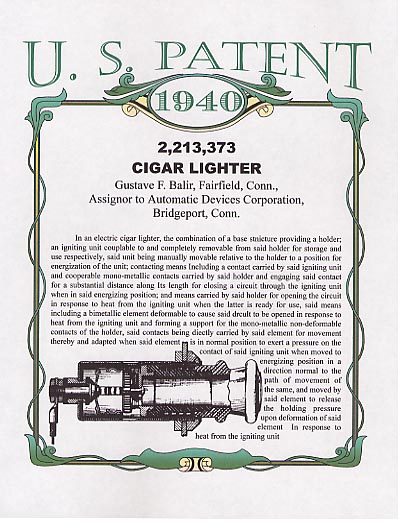 U. S. PATENT
1940
2,213,373
CIGAR LIGHTER
Gustave F. Balir, Fairfield, Conn.,
Assignor to Automatic Devices Corporation,
Bridgeport, Conn.
In an electric cigar lighter, the combination of a base stricture providing a holder;
an igniting unit couplable to and completely removable from said holder for storage and
use respectively, said unit being manually movable relative to the holder to a position for
energization of the unit; contacting means Including a contact carried by said igniting unit
and cooperable mono-metallic contacts carried by said holder and engaging said contact
for a substantial distance along Its length for closing a circuit through the igniting unit
when in said energizing position; and means carried by said holder for opening the circuit
in response to heat from the igniting unit when the latter is ready for use, said means
including a bimetallic element deformable to cause said drcult to be opened in response to
heat from the igniting unit and forming a support for the mono-metallic non-deformable
contacts of the holder, said contacts being diectly carried by said element for movement
thereby and adapted when said element is in normal position to exert a pressure on the
contact of said igniting unit when moved to
energizing position in a
direction normal to the
path of movement of
the same, and moved by
said element to release
the holding pressure
upon deformation of said
element In response to
heat from the igniting unit